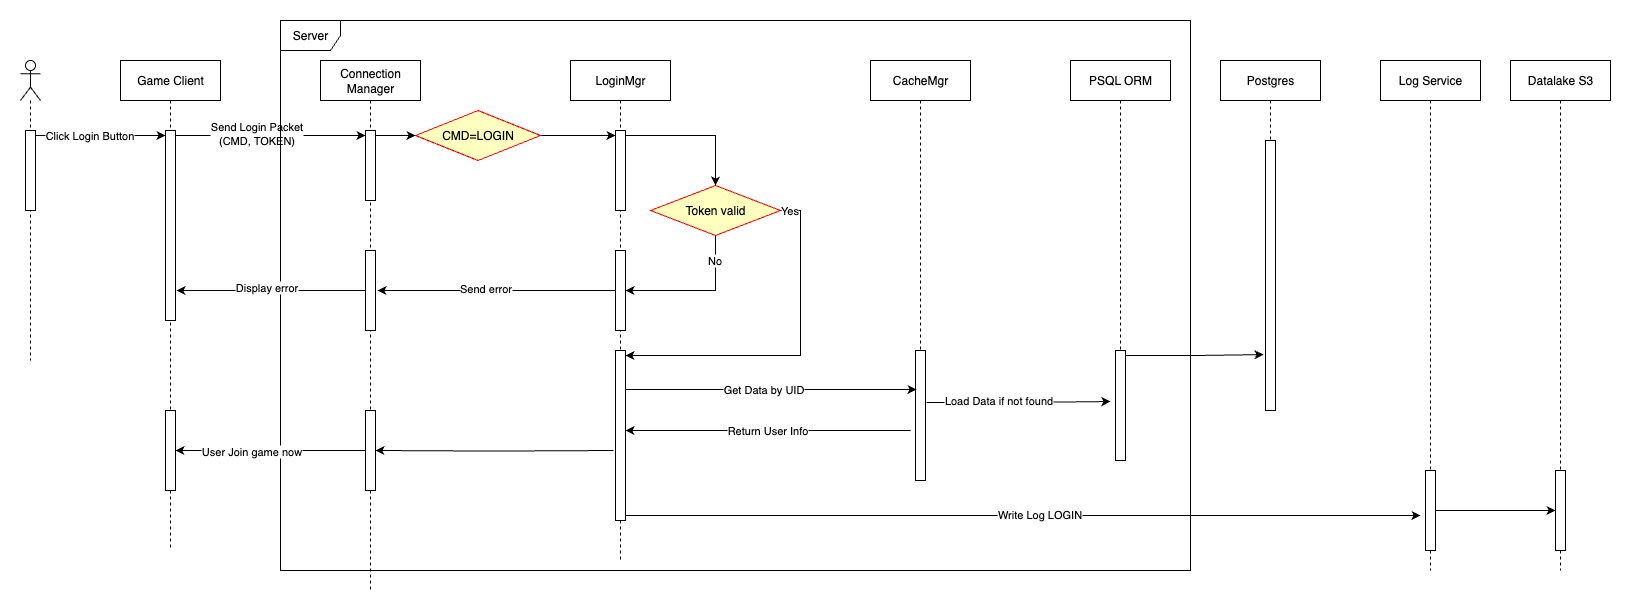 Server
Game Client
Connection
Manager
LoginMgr
CacheMgr
PSQL ORM
Postgres
Log Service
Datalake S3
Click Login Button
Send Login Packet
(CMD, TOKEN)
CMD=LOGIN
Token valid
Yes
No
Display error
Send error
Get Data by UID
Load Data if not found
Return User Info
User Join game now
Write Log LOGIN